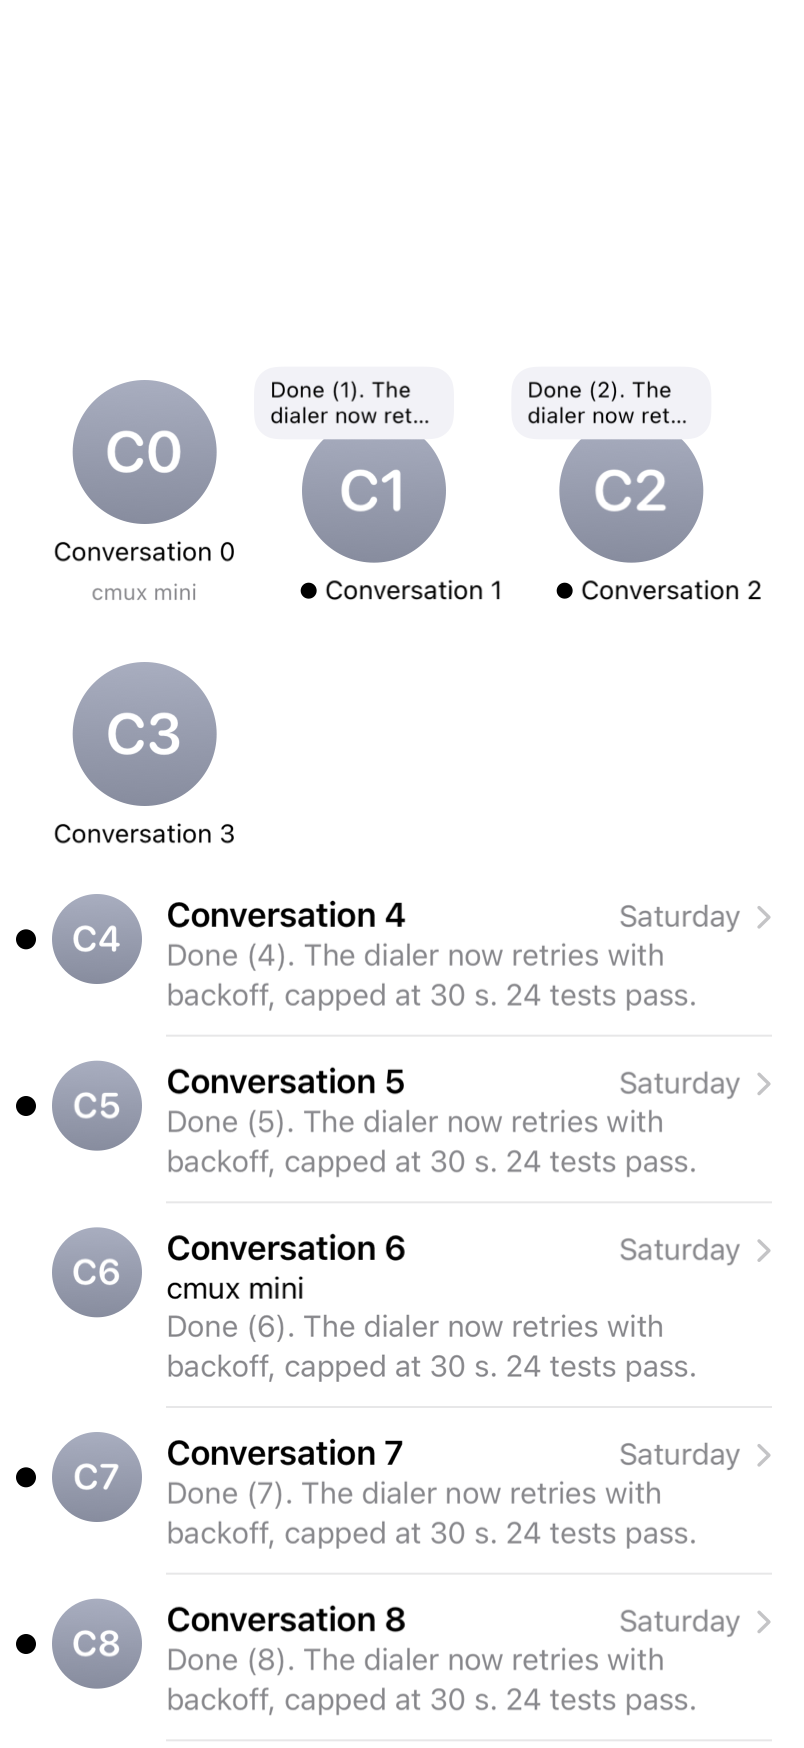 Done (1). The
dialer now ret...
Done (2). The
dialer now ret...
C0
C1
C2
Conversation 0
cmux mini
Conversation 1
Conversation 2
C3
Conversation 3
C4
Conversation 4
Saturday
Done (4). The dialer now retries with
backoff, capped at 30 s. 24 tests pass.
C5
Conversation 5
Saturday
Done (5). The dialer now retries with
backoff, capped at 30 s. 24 tests pass.
C6
Conversation 6
Saturday
cmux mini
Done (6). The dialer now retries with
backoff, capped at 30 s. 24 tests pass.
C7
Conversation 7
Saturday
Done (7). The dialer now retries with
backoff, capped at 30 s. 24 tests pass.
C8
Conversation 8
Saturday
Done (8). The dialer now retries with
backoff, capped at 30 s. 24 tests pass.